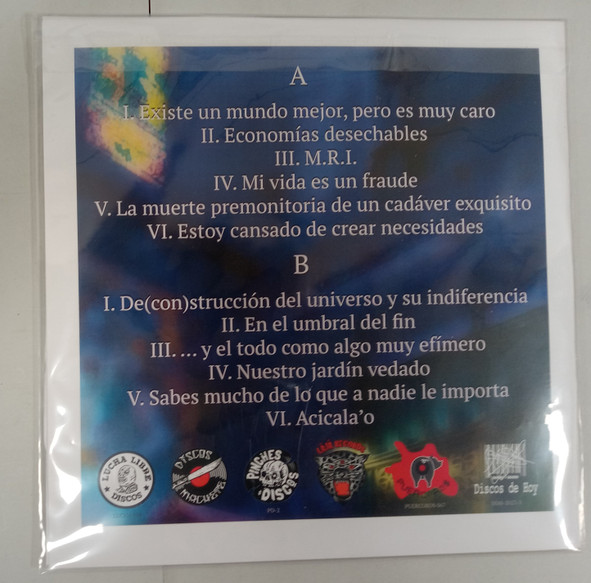 A
I. Existe un mundo mejor, pero es muy caro
II. Economías desechables
III. M.R.I.
IV. Mi vida es un fraude
V. La muerte premonitoria de un cadáver exquisito
VI. Estoy cansado de crear necesidades
B
I. De(con)strucción del universo y su indiferencia
II. En el umbral del fin
III. ... y el todo como algo muy efímero
IV. Nuestro jardín vedado
V. Sabes mucho de lo que a nadie le importa
VI. Acicala’o
LUCHA LIBRE DISCOS
DISCOS MACHETE
PINCHES DISCOS
Discos de Hoy